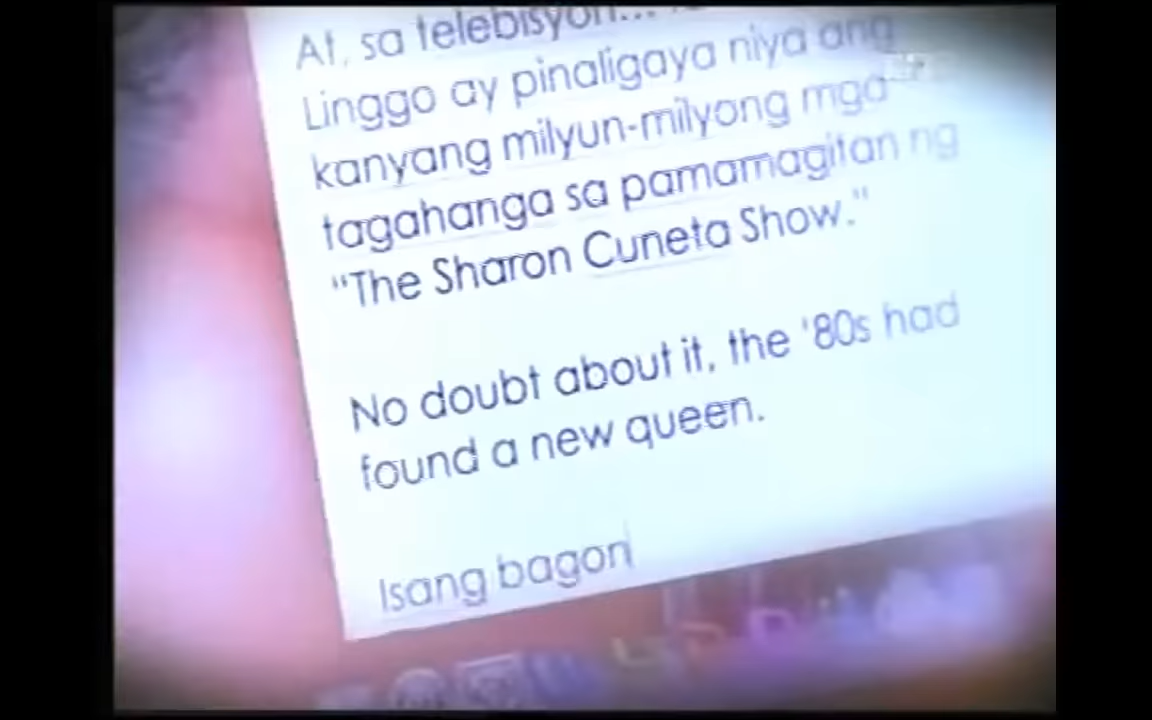 At, sa telebisyon...
Linggo ay pinaligaya niya ang
kanyang milyun-milyong mga
tagahanga sa pamamagitan ng
"The Sharon Cuneta Show."
No doubt about it, the '80s had
found a new queen.
Isang bagon